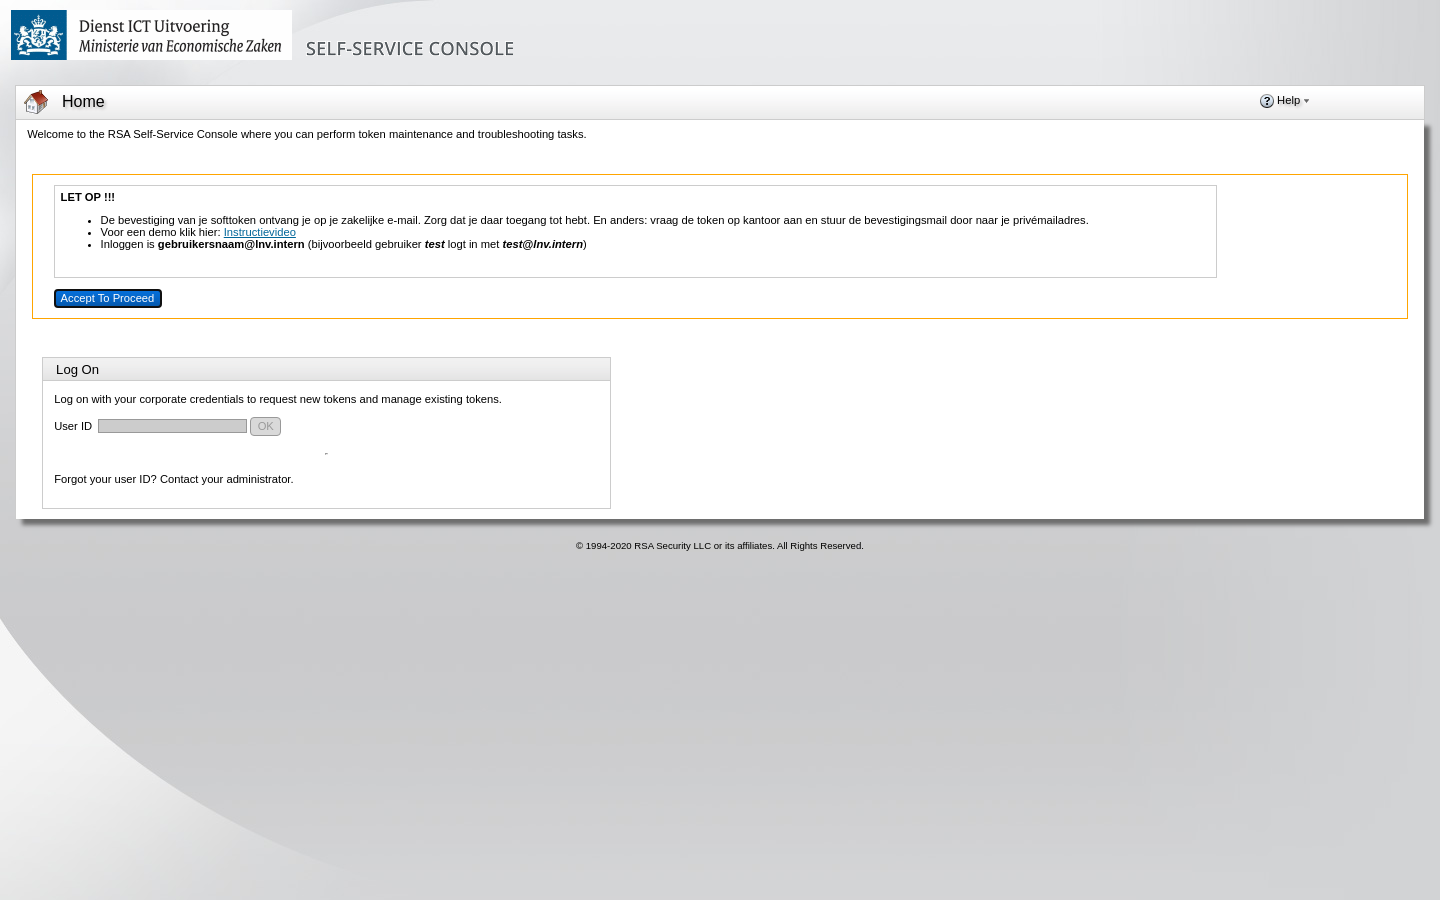 Dienst ICT Uitvoering
Ministerie van Economische Zaken
SELF-SERVICE CONSOLE
Home
Help
Welcome to the RSA Self-Service Console where you can perform token maintenance and troubleshooting tasks.
LET OP !!!
De bevestiging van je softtoken ontvang je op je zakelijke e-mail. Zorg dat je daar toegang tot hebt. En anders: vraag de token op kantoor aan en stuur de bevestigingsmail door naar je privémailadres.
Voor een demo klik hier: Instructievideo
Inloggen is gebruikersnaam@lnv.intern (bijvoorbeeld gebruiker test logt in met test@lnv.intern)
Accept To Proceed
Log On
Log on with your corporate credentials to request new tokens and manage existing tokens.
User ID OK
Forgot your user ID? Contact your administrator.
© 1994-2020 RSA Security LLC or its affiliates. All Rights Reserved.